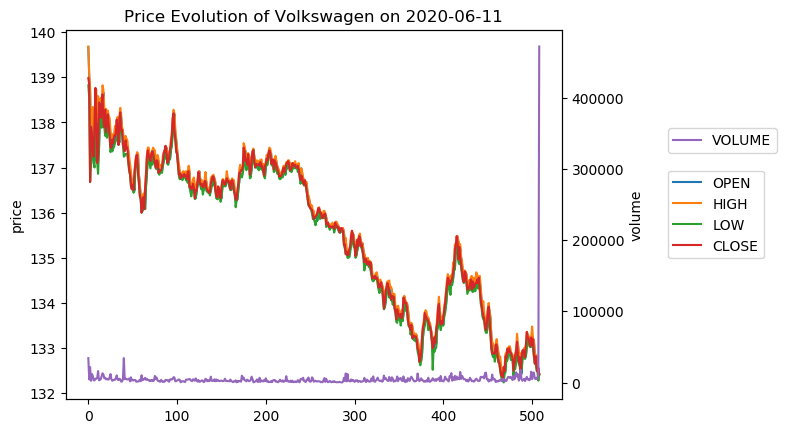 Price Evolution of Volkswagen on 2020-06-11
140
139
138
137
136
135
134
133
132
price
0
100
200
300
400
500
400000
300000
200000
100000
0
volume
VOLUME
OPEN
HIGH
LOW
CLOSE